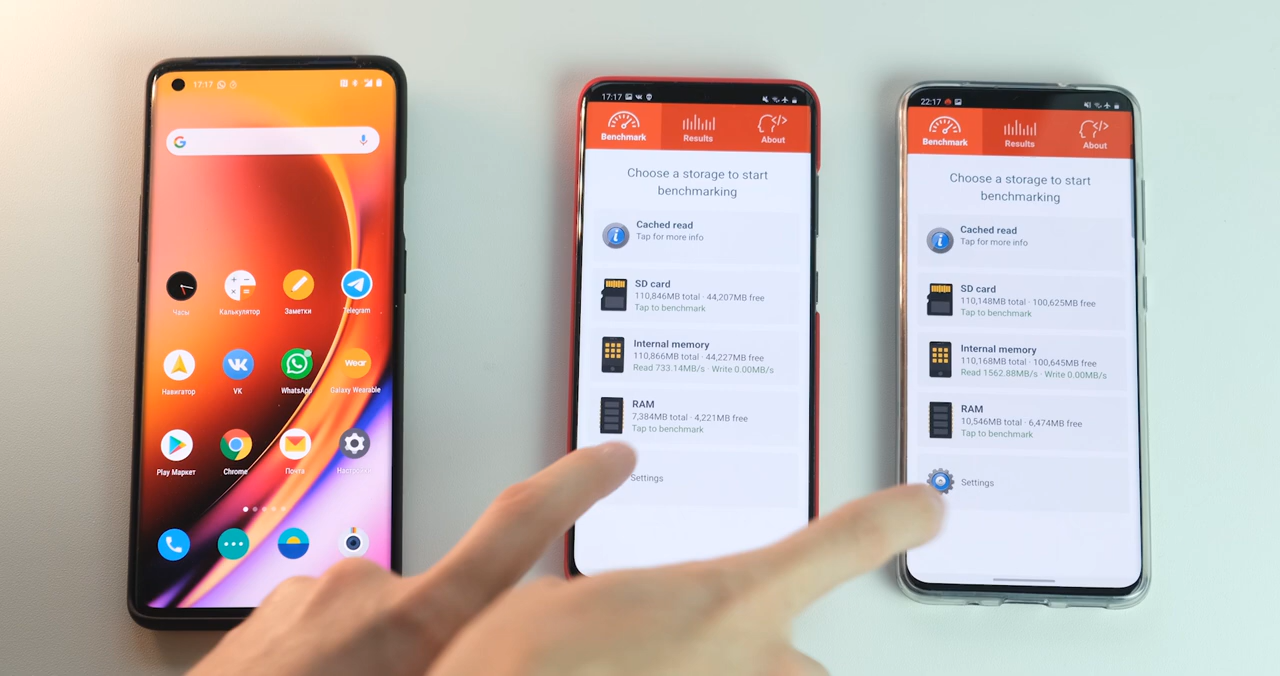 17:17
Часы
Калькулятор
Заметки
Telegram
Навигатор
VK
WhatsApp
Wear
Galaxy Wearable
Play Маркет
Chrome
Почта
Настройки
17:17
Benchmark
Results
About
Choose a storage to start
benchmarking
Cached read
Tap for more info
SD card
110,846MB total · 44,207MB free
Tap to benchmark
Internal memory
110,866MB total · 44,227MB free
Read 733.14MB/s · Write 0.00MB/s
RAM
7,384MB total · 4,221MB free
Tap to benchmark
Settings
22:17
Benchmark
Results
About
Choose a storage to start
benchmarking
Cached read
Tap for more info
SD card
110,148MB total · 100,625MB free
Tap to benchmark
Internal memory
110,168MB total · 100,645MB free
Read 1562.88MB/s · Write 0.00MB/s
RAM
10,546MB total · 6,474MB free
Tap to benchmark
Settings